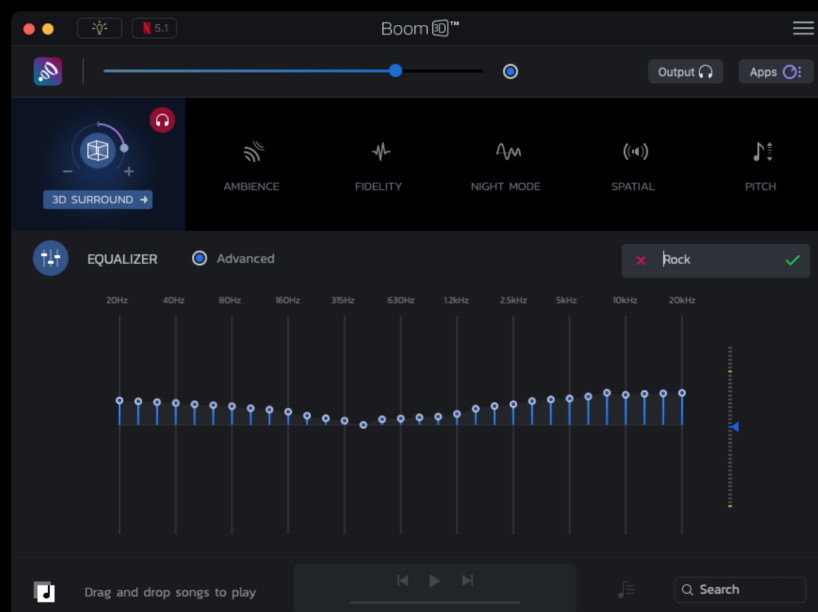 N 5.1
Boom 3D™
Output
Apps
3D SURROUND
AMBIENCE
FIDELITY
NIGHT MODE
SPATIAL
PITCH
EQUALIZER
Advanced
Rock
20Hz 40Hz 80Hz 160Hz 315Hz 630Hz 1.2kHz 2.5kHz 5kHz 10kHz 20kHz
Drag and drop songs to play
Search